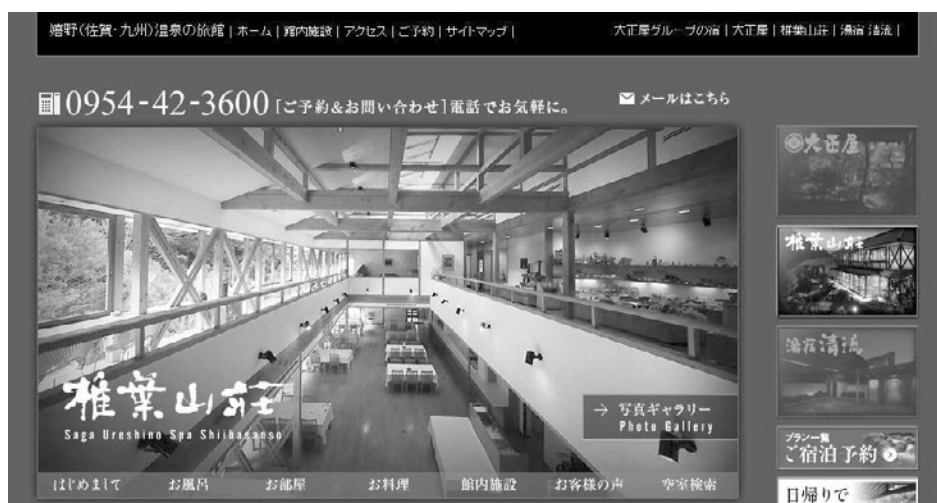 嬉野(佐賀・九州)温泉の旅館 | ホーム | 館内施設 | アクセス | ご予約 | サイトマップ |
大正屋グループの宿 | 大正屋 | 椎葉山荘 | 湯宿 清流 |
0954-42-3600 [ご予約&お問い合わせ]電話でお気軽に。
メールはこちら
大正屋
椎葉山荘
湯宿清流
椎葉山荘
Saga Ureshino Spa Shiibasanso
→ 写真ギャラリー
Photo Gallery
はじめまして お風呂 お部屋 お料理 館内施設 お客様の声 空室検索
プラン一覧
ご宿泊予約
日帰りで